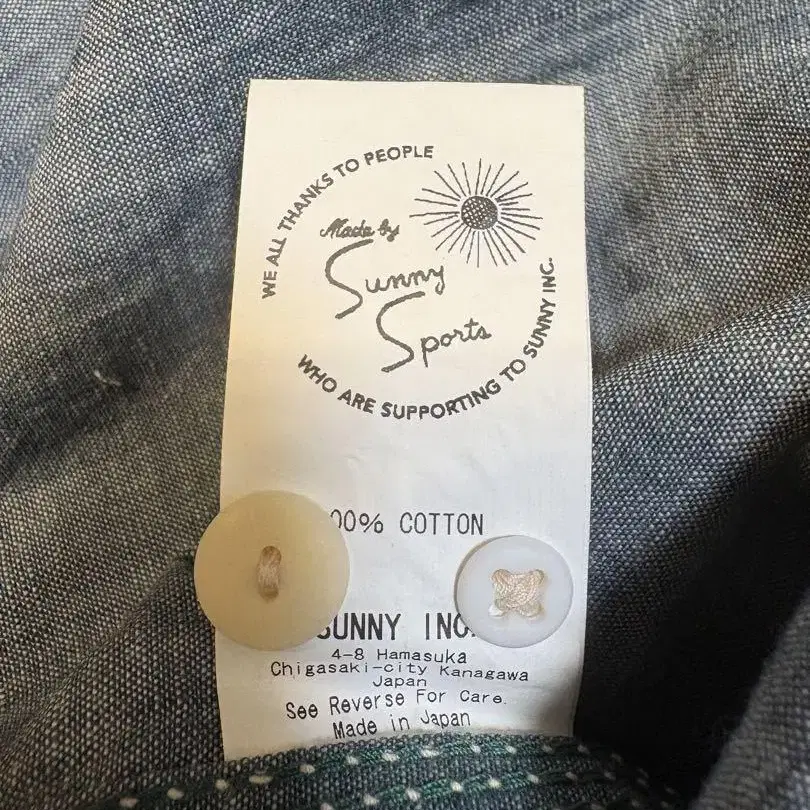 WE ALL THANKS TO PEOPLE
Made by
Sunny
Sports
WHO ARE SUPPORTING TO SUNNY INC.
00% COTTON
SUNNY INC.
4-8 Hamasuka
Chigasaki-city Kanagawa
Japan
See Reverse For Care.
Made in Japan